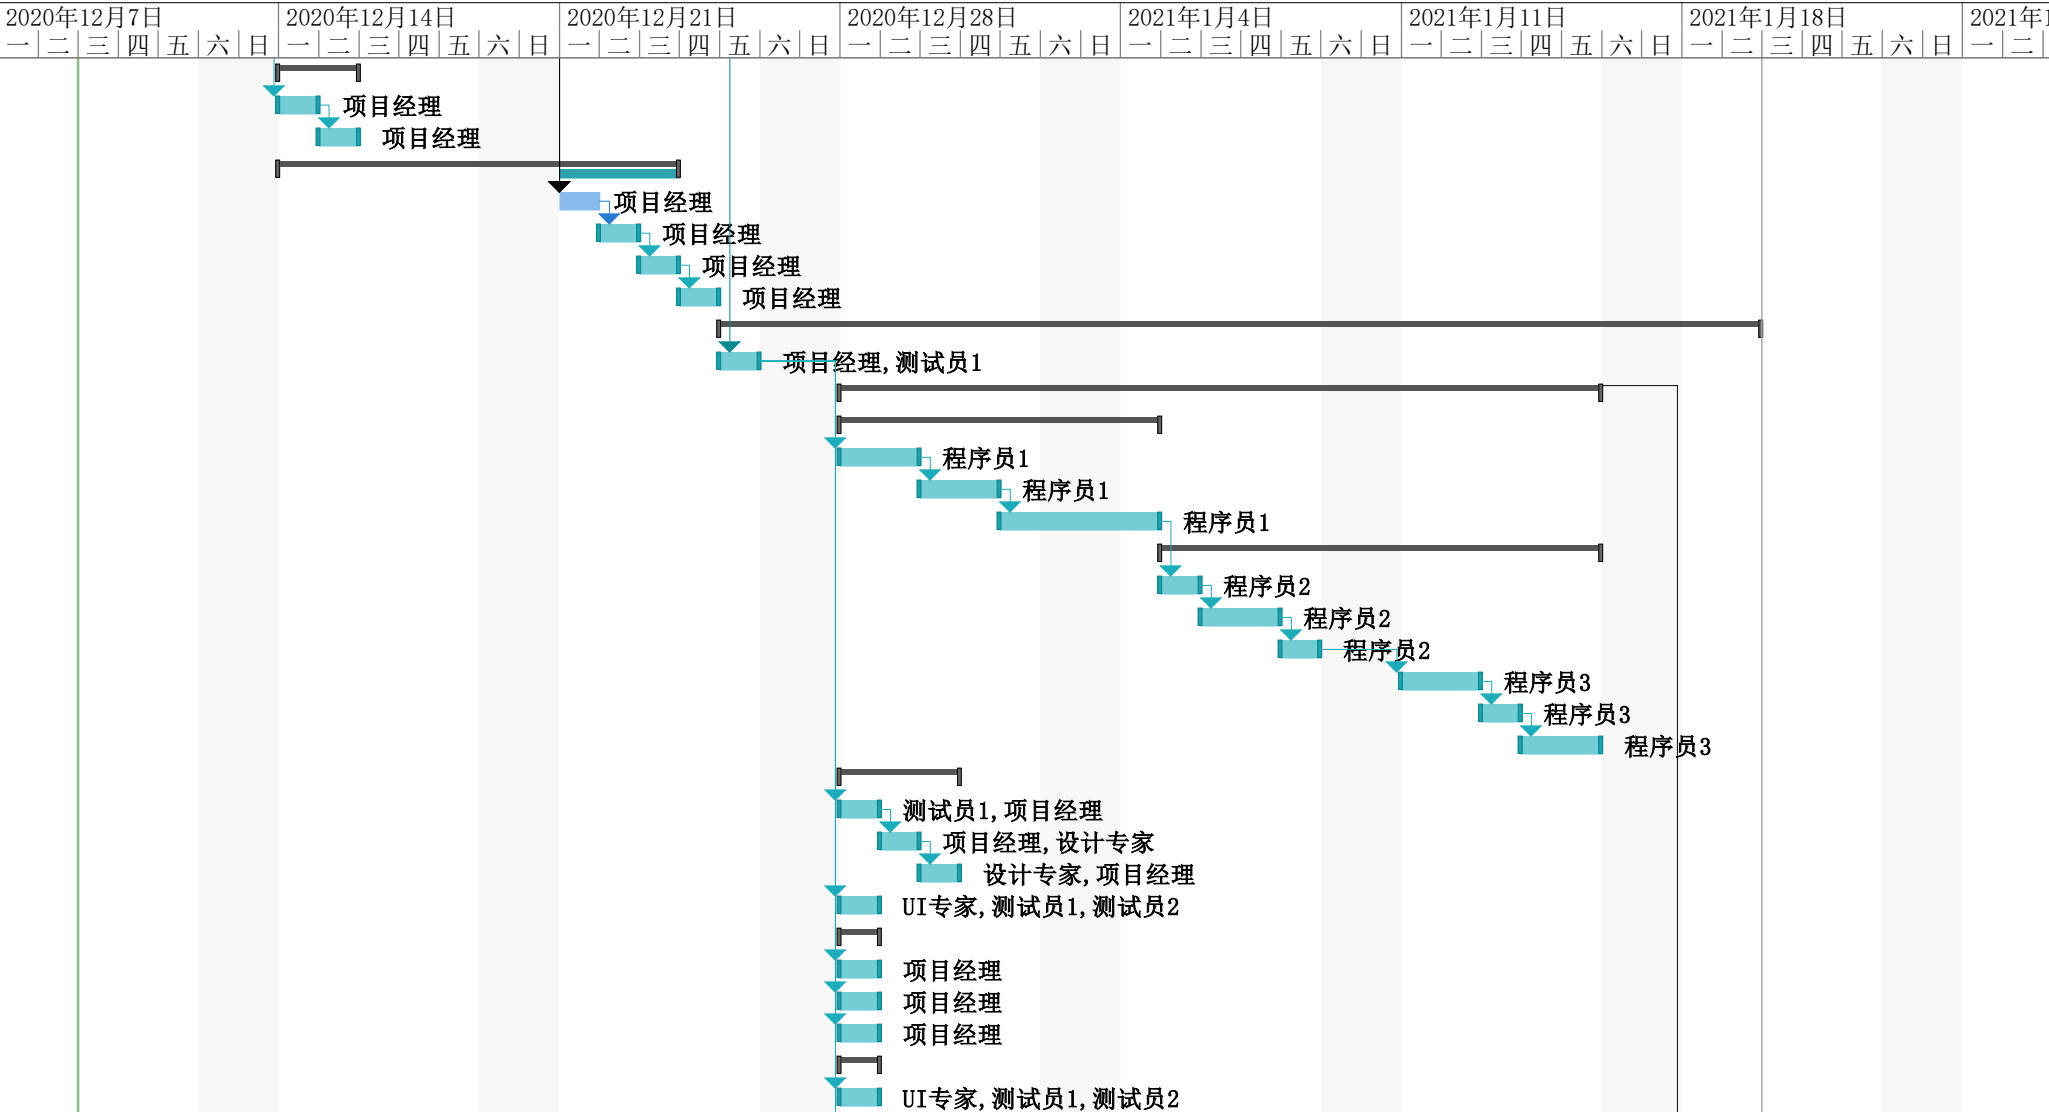 2020年12月7日 2020年12月14日 2020年12月21日 2020年12月28日 2021年1月4日 2021年1月11日 2021年1月18日 2021年1
一 二 三 四 五 六 日 一 二 三 四 五 六 日 一 二 三 四 五 六 日 一 二 三 四 五 六 日 一 二 三 四 五 六 日 一 二 三 四 五 六 日 一 二 三 四 五 六 日 一 二
项目经理
项目经理
项目经理
项目经理
项目经理
项目经理
项目经理,测试员1
程序员1
程序员1
程序员1
程序员2
程序员2
程序员2
程序员3
程序员3
程序员3
测试员1,项目经理
项目经理,设计专家
设计专家,项目经理
UI专家,测试员1,测试员2
项目经理
项目经理
项目经理
UI专家,测试员1,测试员2